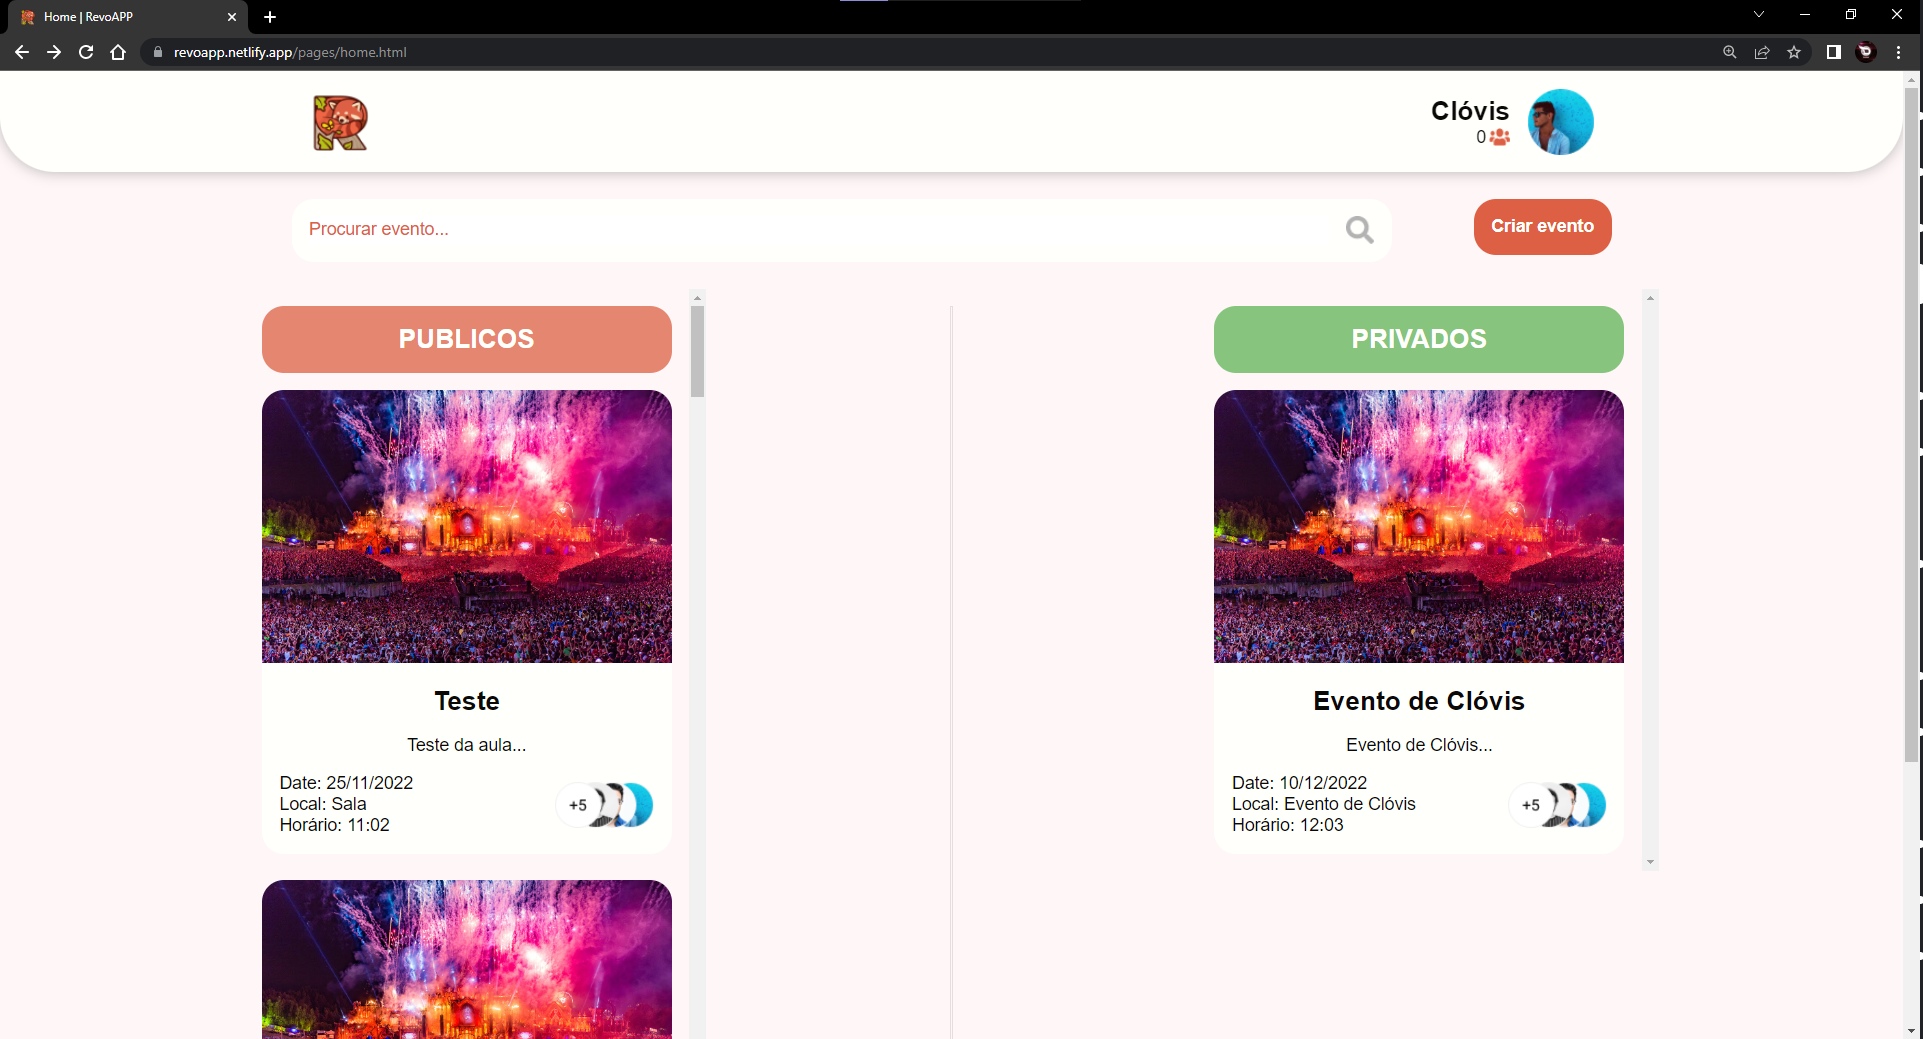 Home | RevoAPP
revoapp.netlify.app/pages/home.html
R
Clóvis
0
Procurar evento...
Criar evento
PUBLICOS
PRIVADOS
Teste
Teste da aula...
Date: 25/11/2022
Local: Sala
Horário: 11:02
+5
Evento de Clóvis
Evento de Clóvis...
Date: 10/12/2022
Local: Evento de Clóvis
Horário: 12:03
+5